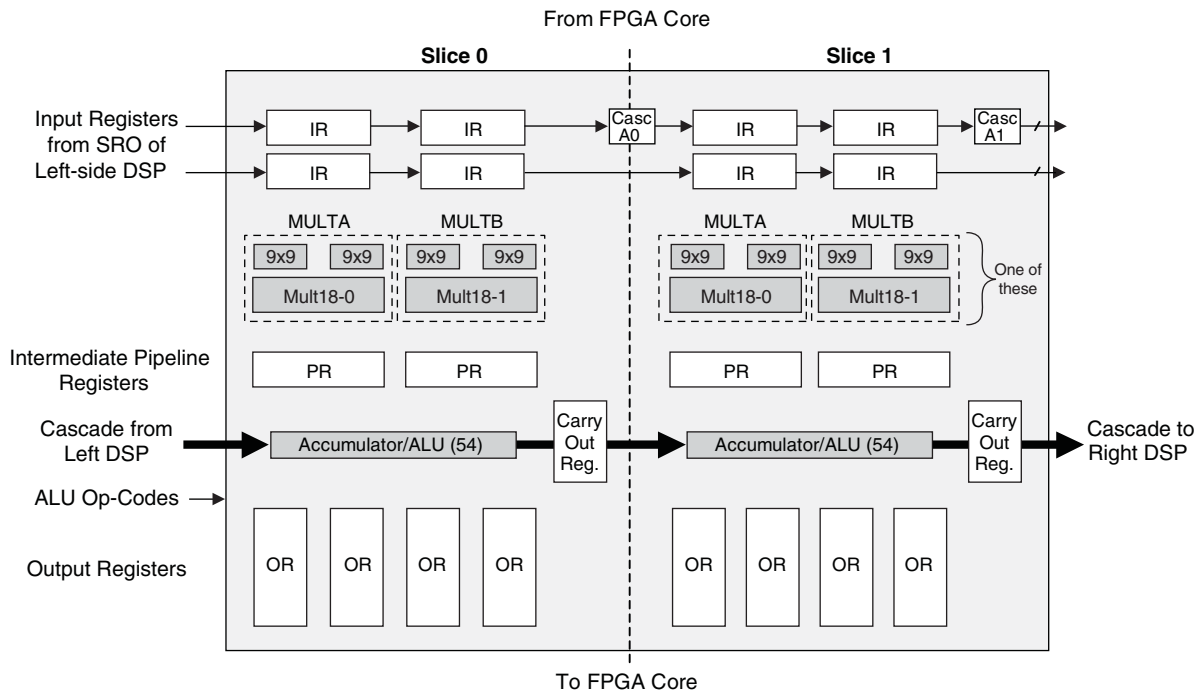 From FPGA Core
Slice 0 Slice 1
Input Registers
from SRO of
Left-side DSP
IR IR Casc
A0 IR IR Casc
A1
IR IR IR IR
MULTA MULTB MULTA MULTB
9x9 9x9 9x9 9x9 9x9 9x9 9x9 9x9
Mult18-0 Mult18-1 Mult18-0 Mult18-1
One of
these
Intermediate Pipeline
Registers
PR PR PR PR
Cascade from
Left DSP
Accumulator/ALU (54)
Carry
Out
Reg.
Accumulator/ALU (54)
Carry
Out
Reg.
Cascade to
Right DSP
ALU Op-Codes
Output Registers
OR OR OR OR OR OR OR OR
To FPGA Core